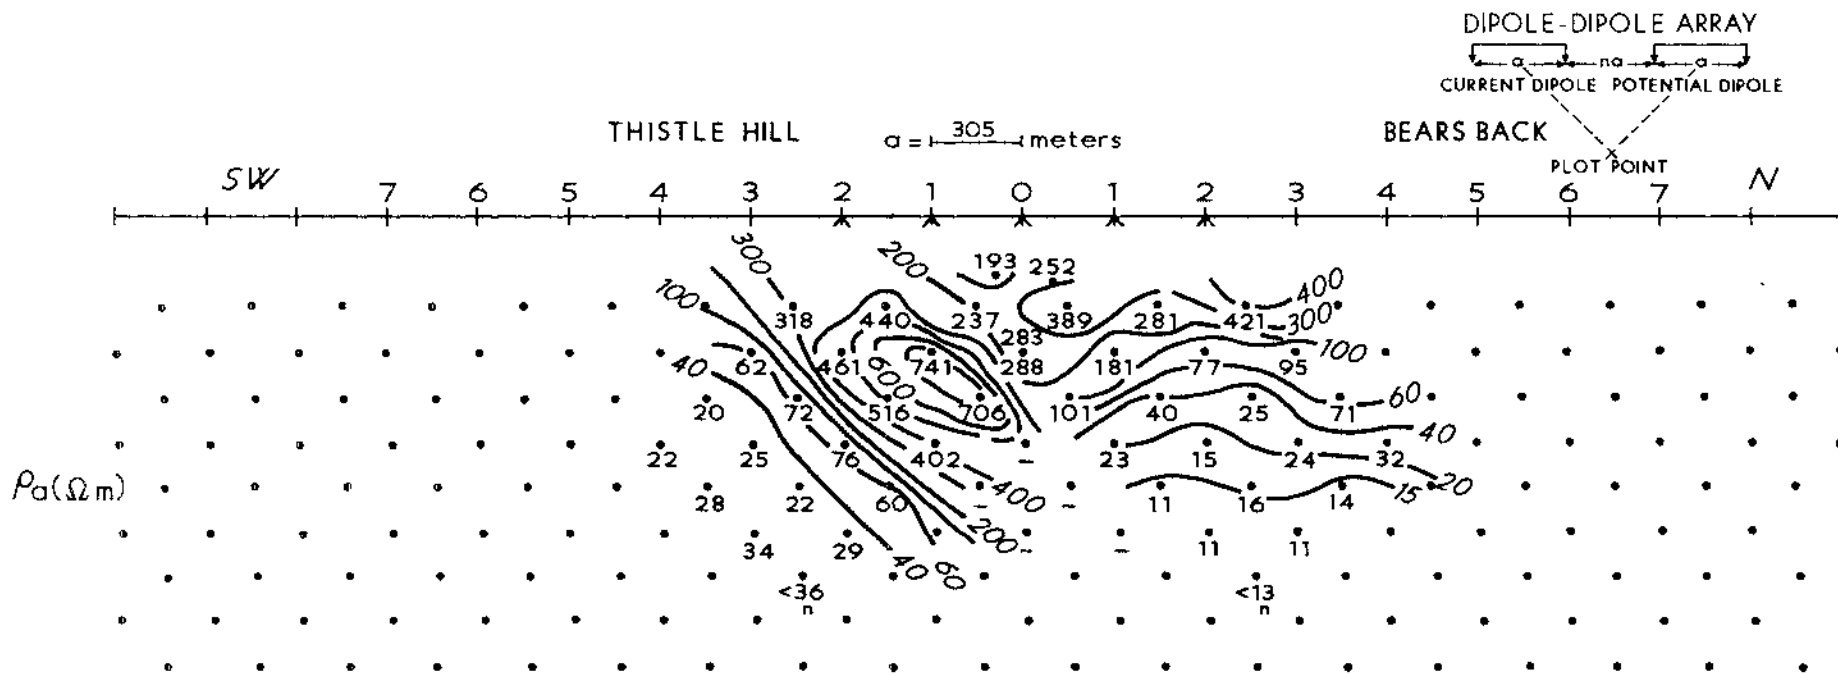 DIPOLE-DIPOLE ARRAY
a na a
CURRENT DIPOLE POTENTIAL DIPOLE
THISTLE HILL a = 305 meters BEARS BACK
PLOT POINT
SW 7 6 5 4 3 2 1 0 1 2 3 4 5 6 7 N
300 200 193 252 400
100 318 440 237 389 281 421 300
283
40 62 461 600 741 288 181 77 95 100
20 72 516 706 101 40 25 71 60
22 25 76 402 - 23 15 24 32 40
ρa(Ωm) 28 22 60 - 400 - 11 16 14 15 20
34 29 40 60 200 - - 11 11
<36 <13
n n